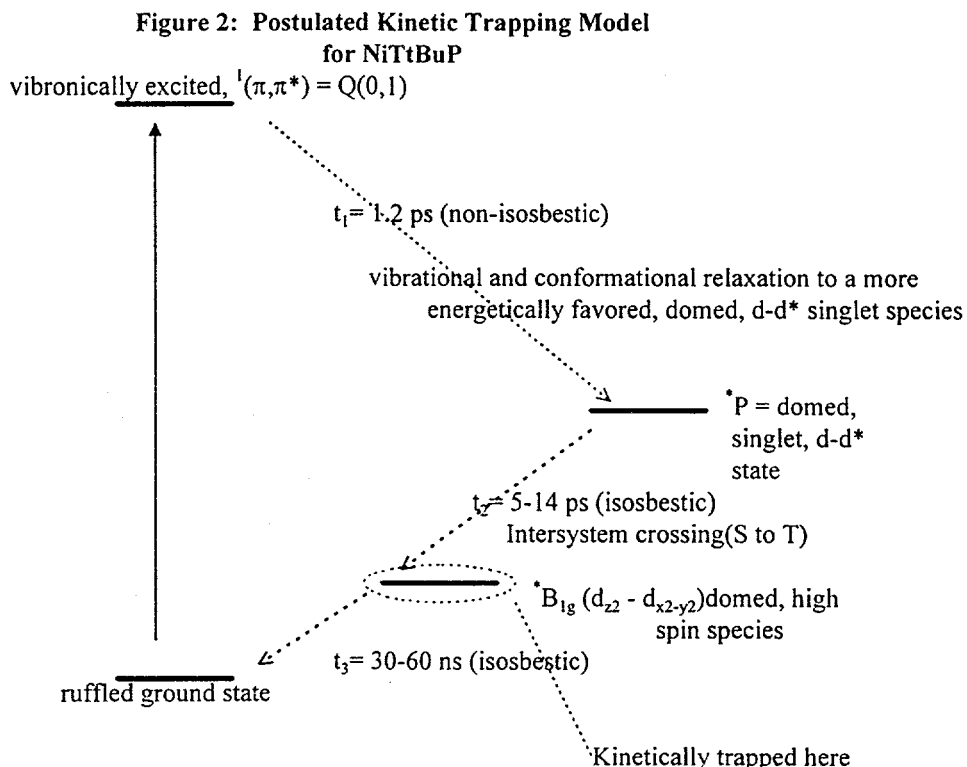 Figure 2: Postulated Kinetic Trapping Model
for NiTtBuP
vibronically excited, ¹(π,π*) = Q(0,1)
t₁= 1.2 ps (non-isosbestic)
vibrational and conformational relaxation to a more
energetically favored, domed, d-d* singlet species
*P = domed,
singlet, d-d*
state
t₂= 5-14 ps (isosbestic)
Intersystem crossing(S to T)
*B₁g (dz2 - dx2-y2)domed, high
spin species
t₃= 30-60 ns (isosbestic)
ruffled ground state
Kinetically trapped here